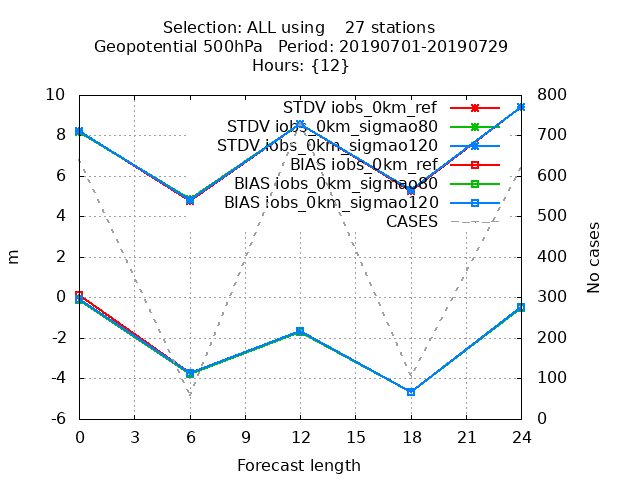 Selection: ALL using    27 stations
Geopotential 500hPa   Period: 20190701-20190729
Hours: {12}
STDV iobs_0km_ref
STDV iobs_0km_sigmao80
STDV iobs_0km_sigmao120
BIAS iobs_0km_ref
BIAS iobs_0km_sigmao80
BIAS iobs_0km_sigmao120
CASES
10
8
6
4
2
0
-2
-4
-6
m
800
700
600
500
400
300
200
100
0
No cases
0 3 6 9 12 15 18 21 24
Forecast length